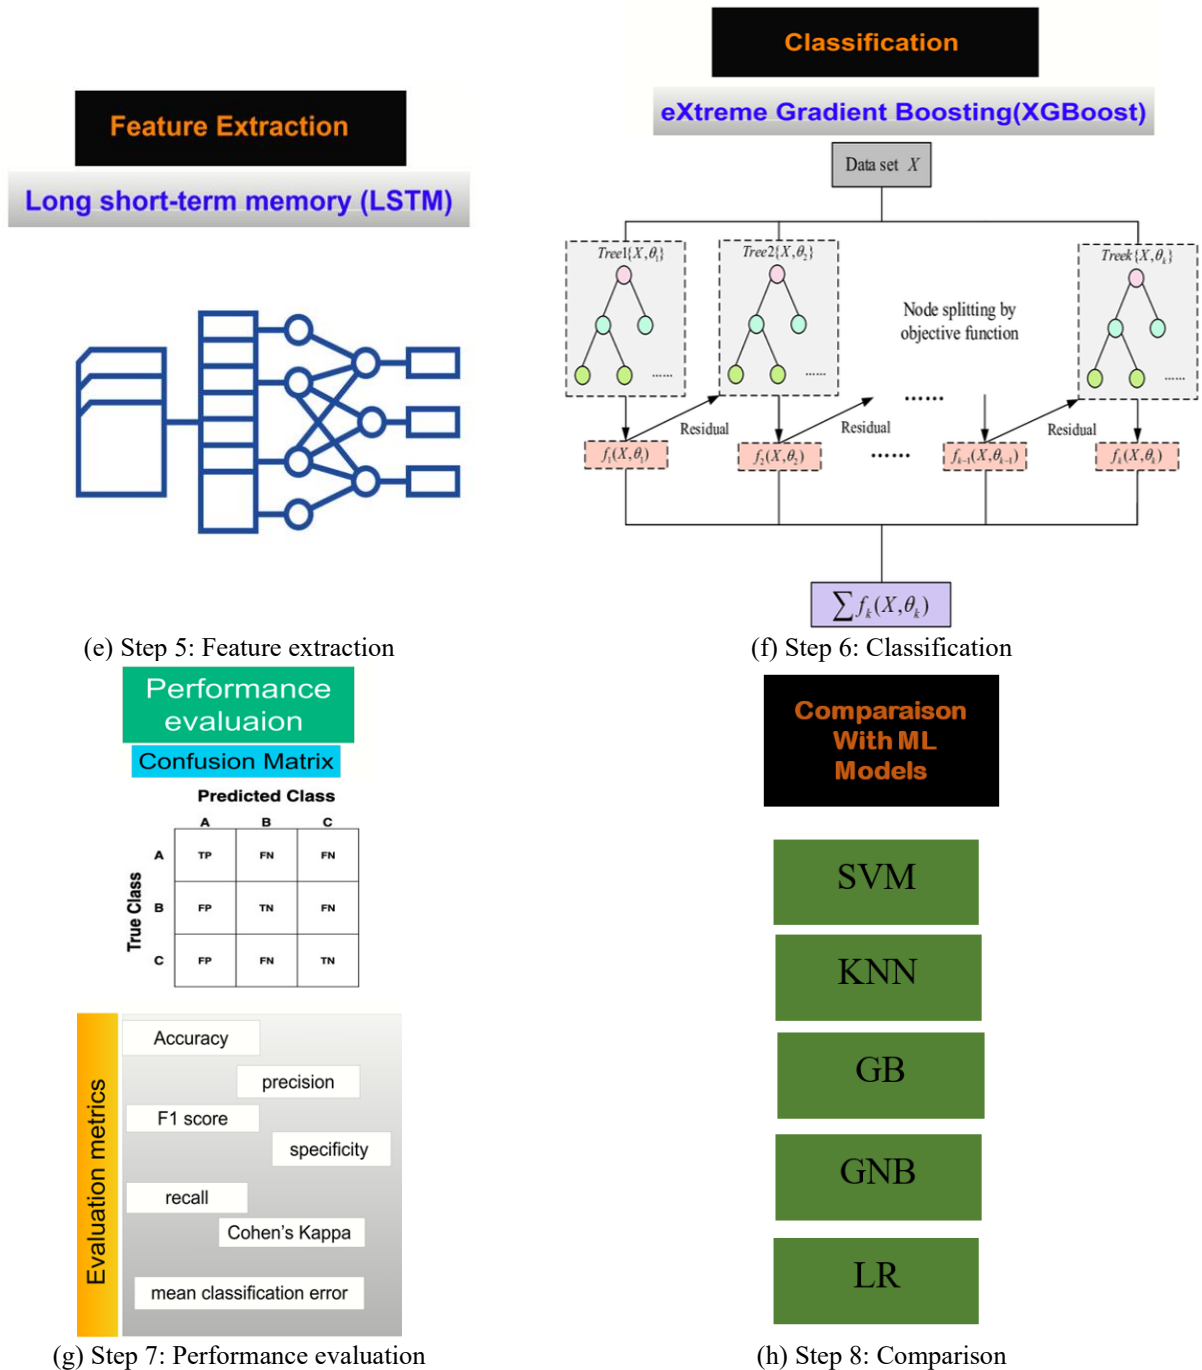 Feature Extraction
Long short-term memory (LSTM)
(e) Step 5: Feature extraction
Classification
eXtreme Gradient Boosting(XGBoost)
Data set X
Tree1{X,θ₁}
Tree2{X,θ₂}
Treek{X,θₖ}
Node splitting by
objective function
......
......
......
......
Residual
Residual
Residual
f₁(X,θ₁)
f₂(X,θ₂)
......
fₖ₋₁(X,θₖ₋₁)
fₖ(X,θₖ)
∑fₖ(X,θₖ)
(f) Step 6: Classification
Performance
evaluaion
Confusion Matrix
Predicted Class
A B C
True Class
A TP FN FN
B FP TN FN
C FP FN TN
Evaluation metrics
Accuracy
precision
F1 score
specificity
recall
Cohen's Kappa
mean classification error
(g) Step 7: Performance evaluation
Comparaison
With ML
Models
SVM
KNN
GB
GNB
LR
(h) Step 8: Comparison